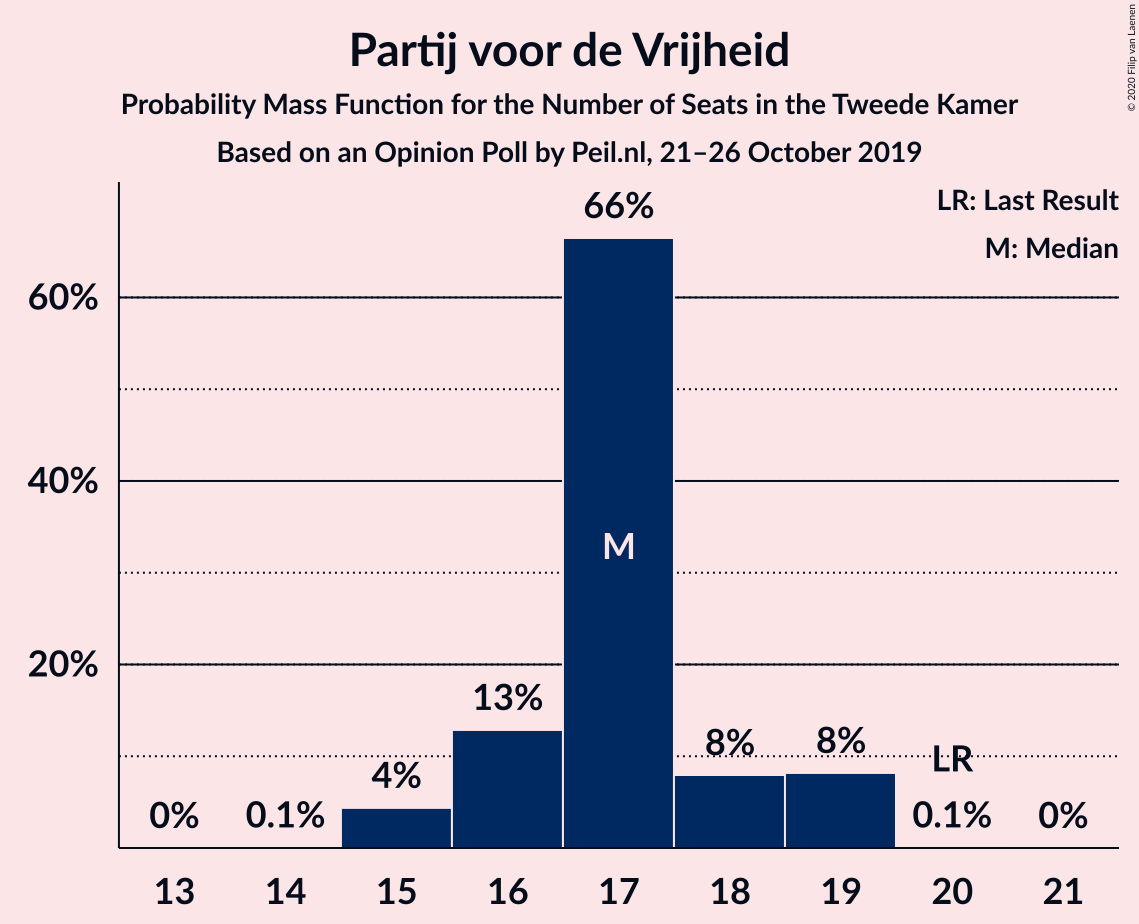 Partij voor de Vrijheid
Probability Mass Function for the Number of Seats in the Tweede Kamer
Based on an Opinion Poll by Peil.nl, 21–26 October 2019
© 2020 Filip van Laenen
LR: Last Result
M: Median
60%
40%
20%
0%
0.1%
4%
13%
66%
M
8%
8%
LR
0.1%
0%
13 14 15 16 17 18 19 20 21